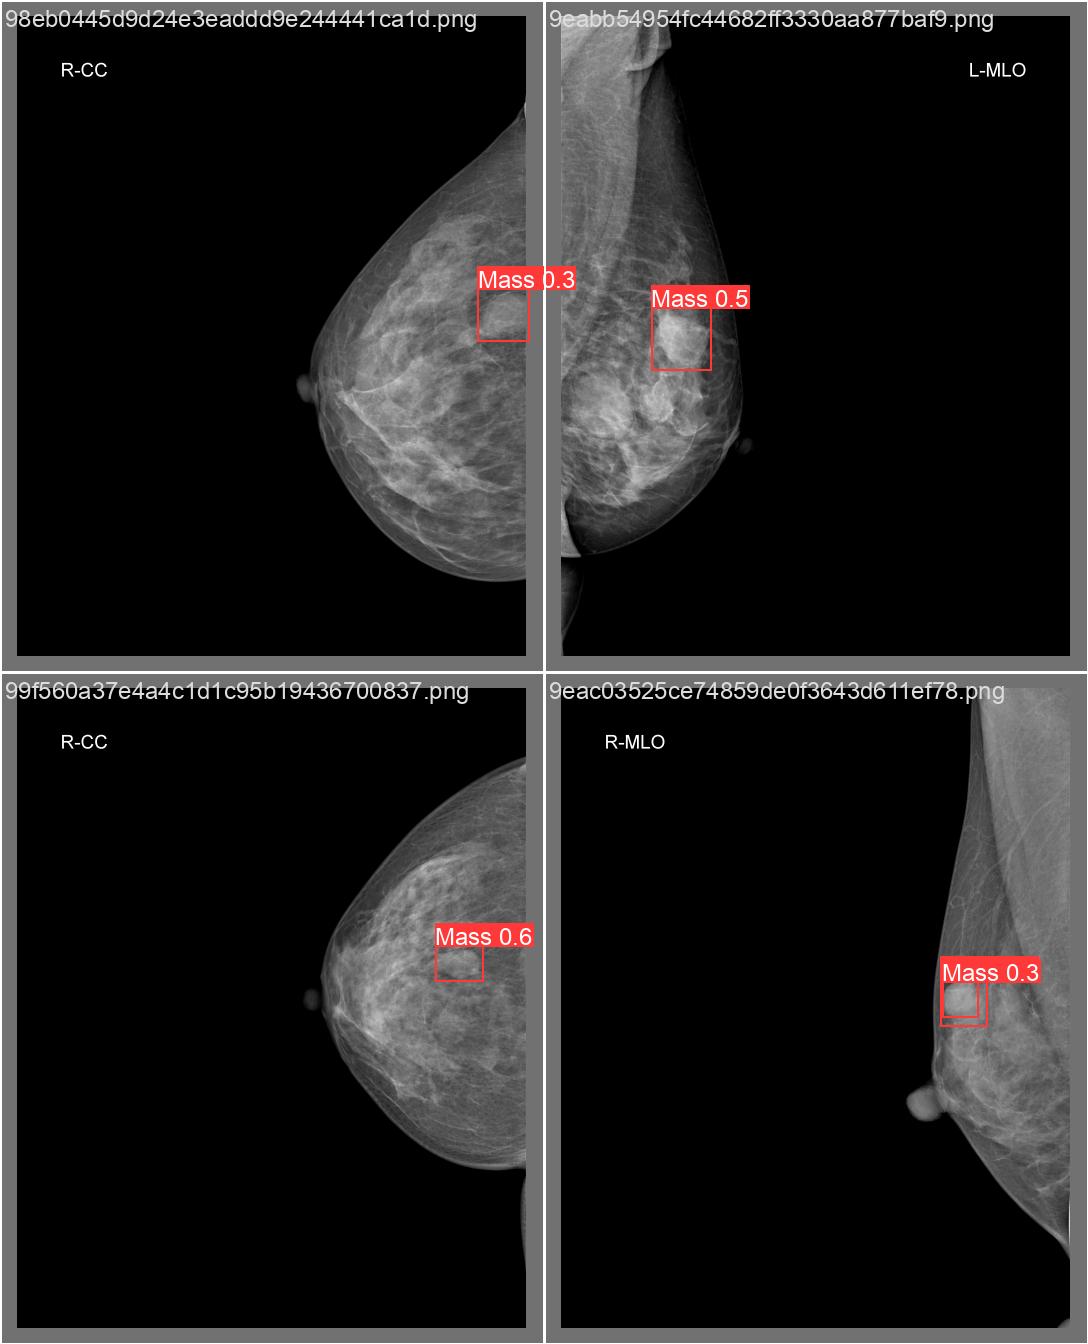 98eb0445d9d24e3eaddd9e244441ca1d.png
R-CC
Mass 0.3
9eabb54954fc44682ff3330aa877baf9.png
L-MLO
Mass 0.5
99f560a37e4a4c1d1c95b19436700837.png
R-CC
Mass 0.6
9eac03525ce74859de0f3643d611ef78.png
R-MLO
Mass 0.3